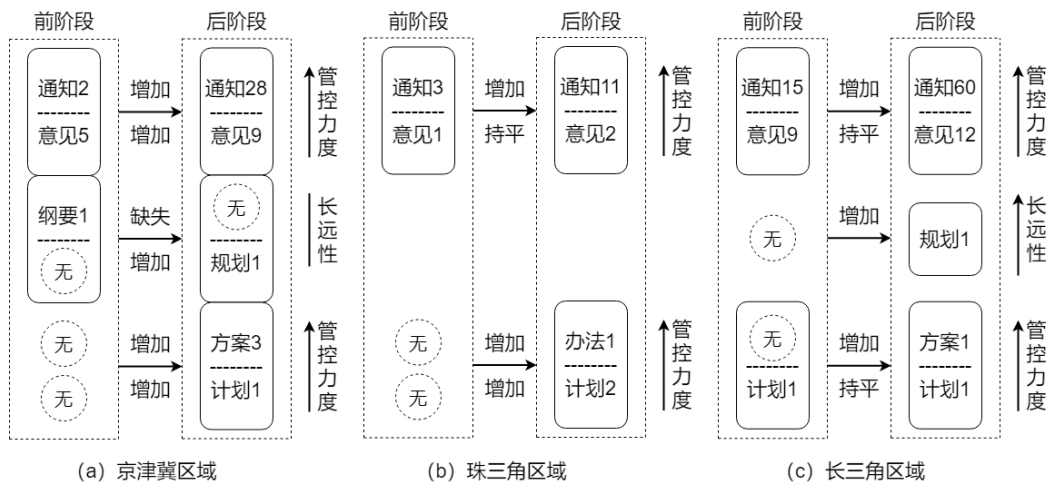 前阶段
后阶段
通知2
意见5
增加
增加
通知28
意见9
管控力度
纲要1
无
缺失
增加
无
规划1
长远性
无
无
增加
增加
方案3
计划1
管控力度
(a) 京津冀区域
前阶段
后阶段
通知3
意见1
增加
持平
通知11
意见2
管控力度
无
无
增加
增加
办法1
计划2
管控力度
(b) 珠三角区域
前阶段
后阶段
通知15
意见9
增加
持平
通知60
意见12
管控力度
无
增加
规划1
长远性
无
计划1
增加
持平
方案1
计划1
管控力度
(c) 长三角区域